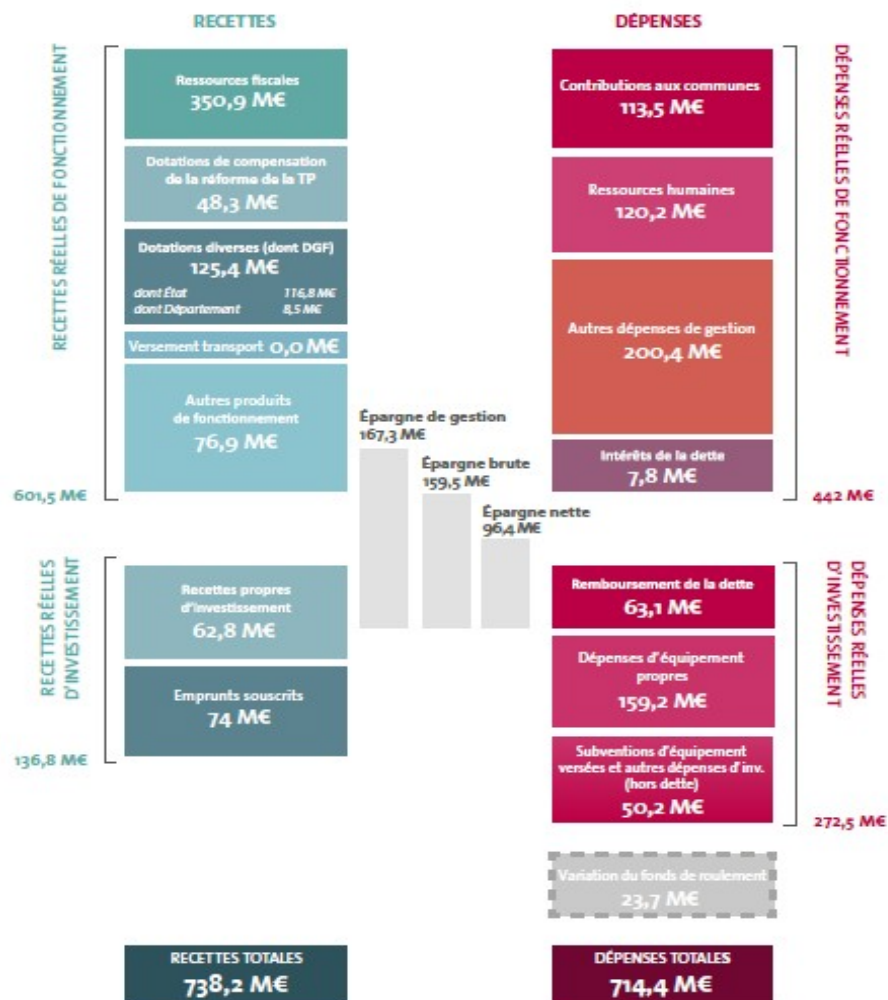 RECETTES
RECETTES RÉELLES DE FONCTIONNEMENT
Ressources fiscales
350,9 M€
Dotations de compensation
de la réforme de la TP
48,3 M€
Dotations diverses (dont DGF)
125,4 M€
dont État 116,8 M€
dont Département 8,5 M€
Versement transport 0,0 M€
Autres produits
de fonctionnement
76,9 M€
601,5 M€
RECETTES RÉELLES
D'INVESTISSEMENT
Recettes propres
d'investissement
62,8 M€
Emprunts souscrits
74 M€
136,8 M€
RECETTES TOTALES
738,2 M€
Épargne de gestion
167,3 M€
Épargne brute
159,5 M€
Épargne nette
96,4 M€
DÉPENSES
DÉPENSES RÉELLES DE FONCTIONNEMENT
Contributions aux communes
113,5 M€
Ressources humaines
120,2 M€
Autres dépenses de gestion
200,4 M€
Intérêts de la dette
7,8 M€
442 M€
DÉPENSES RÉELLES
D'INVESTISSEMENT
Remboursement de la dette
63,1 M€
Dépenses d'équipement
propres
159,2 M€
Subventions d'équipement
versées et autres dépenses d'inv.
(hors dette)
50,2 M€
272,5 M€
Variation du fonds de roulement
23,7 M€
DÉPENSES TOTALES
714,4 M€